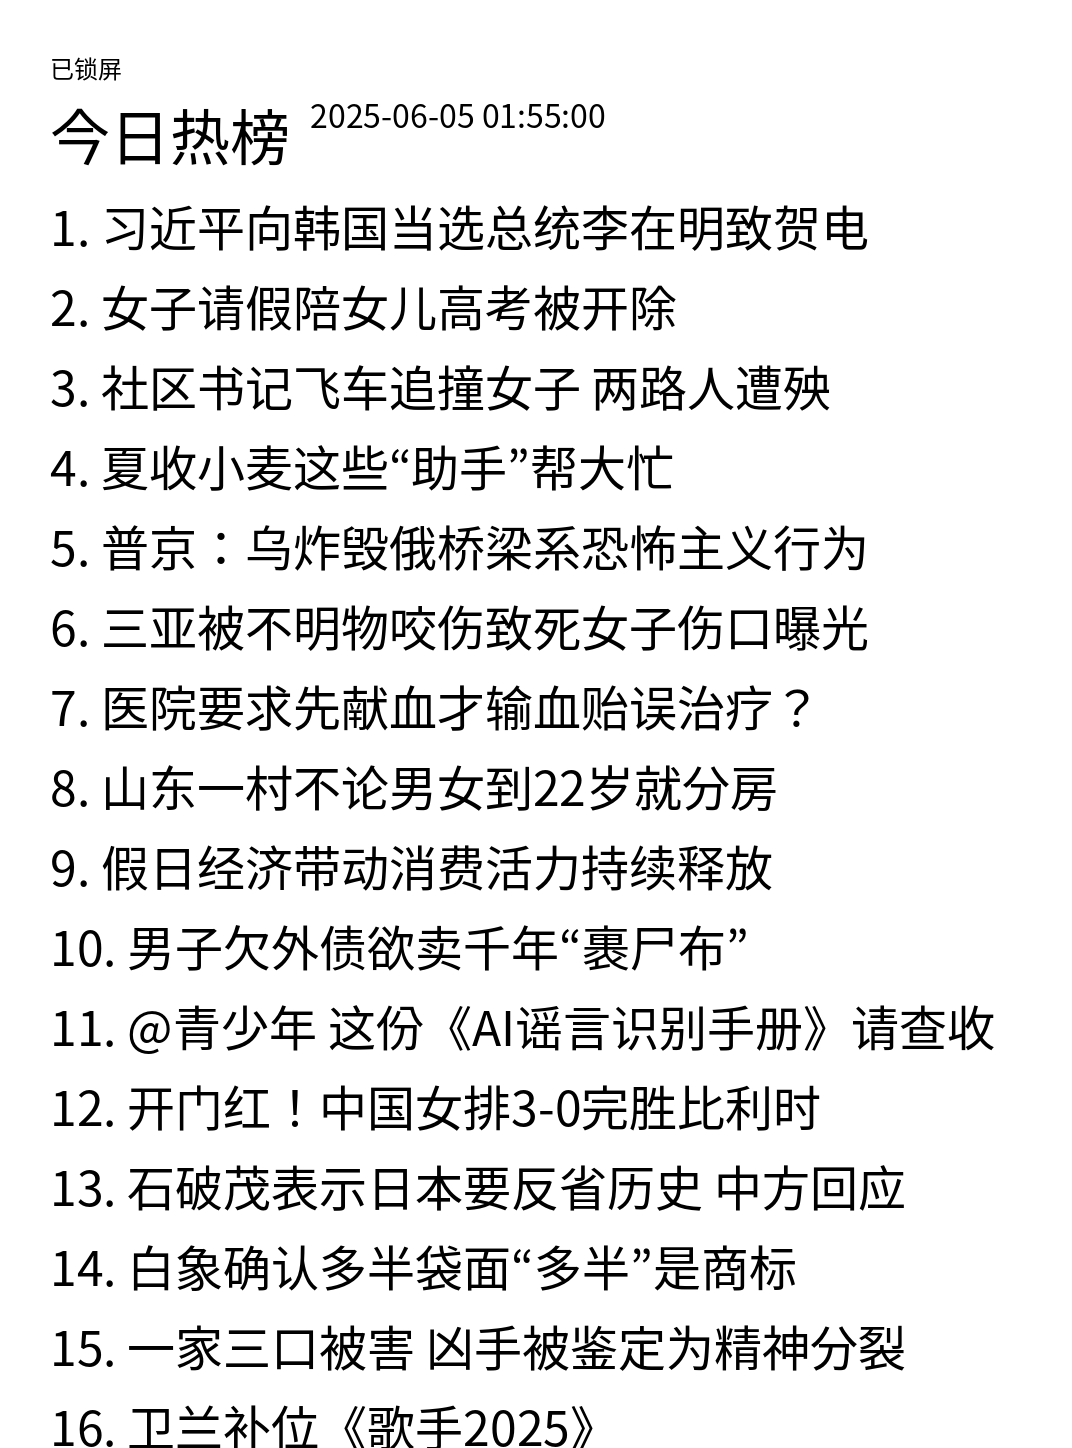 已锁屏
今日热榜 2025-06-05 01:55:00
1. 习近平向韩国当选总统李在明致贺电
2. 女子请假陪女儿高考被开除
3. 社区书记飞车追撞女子 两路人遭殃
4. 夏收小麦这些“助手”帮大忙
5. 普京：乌炸毁俄桥梁系恐怖主义行为
6. 三亚被不明物咬伤致死女子伤口曝光
7. 医院要求先献血才输血贻误治疗？
8. 山东一村不论男女到22岁就分房
9. 假日经济带动消费活力持续释放
10. 男子欠外债欲卖千年“裹尸布”
11. @青少年 这份《AI谣言识别手册》请查收
12. 开门红！中国女排3-0完胜比利时
13. 石破茂表示日本要反省历史 中方回应
14. 白象确认多半袋面“多半”是商标
15. 一家三口被害 凶手被鉴定为精神分裂
16. 卫兰补位《歌手2025》